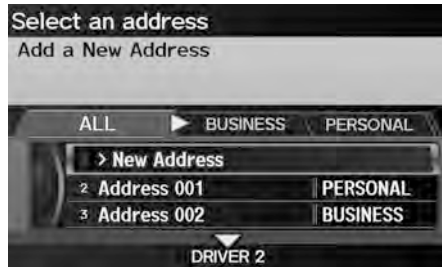 Select an address
Add a New Address
ALL BUSINESS PERSONAL
> New Address
2 Address 001 PERSONAL
3 Address 002 BUSINESS
DRIVER 2